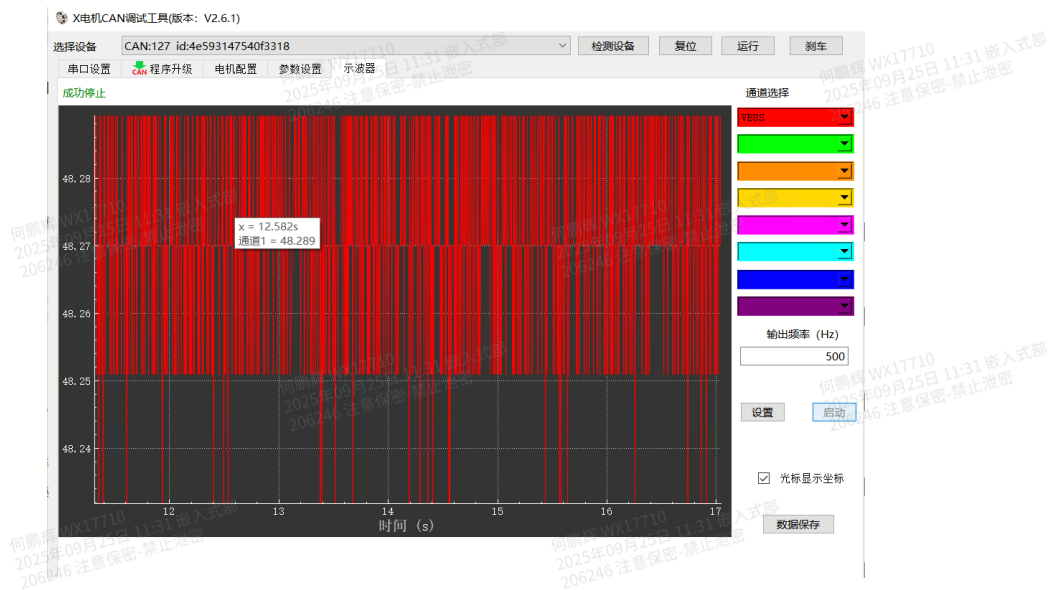 X电机CAN调试工具(版本：V2.6.1)
选择设备 CAN:127 id:4e593147540f3318 检测设备 复位 运行 刹车
串口设置 CAN 程序升级 电机配置 参数设置 示波器
成功停止
通道选择
VBUS
48.28
x = 12.582s
通道1 = 48.289
48.27
48.26
48.25
48.24
12 13 14 15 16 17
时间 (s)
输出频率 (Hz)
500
设置 启动
光标显示坐标
数据保存
何鹏辉 WX17710
2025年09月25日 11:31 嵌入式部
206246 注意保密-禁止泄密